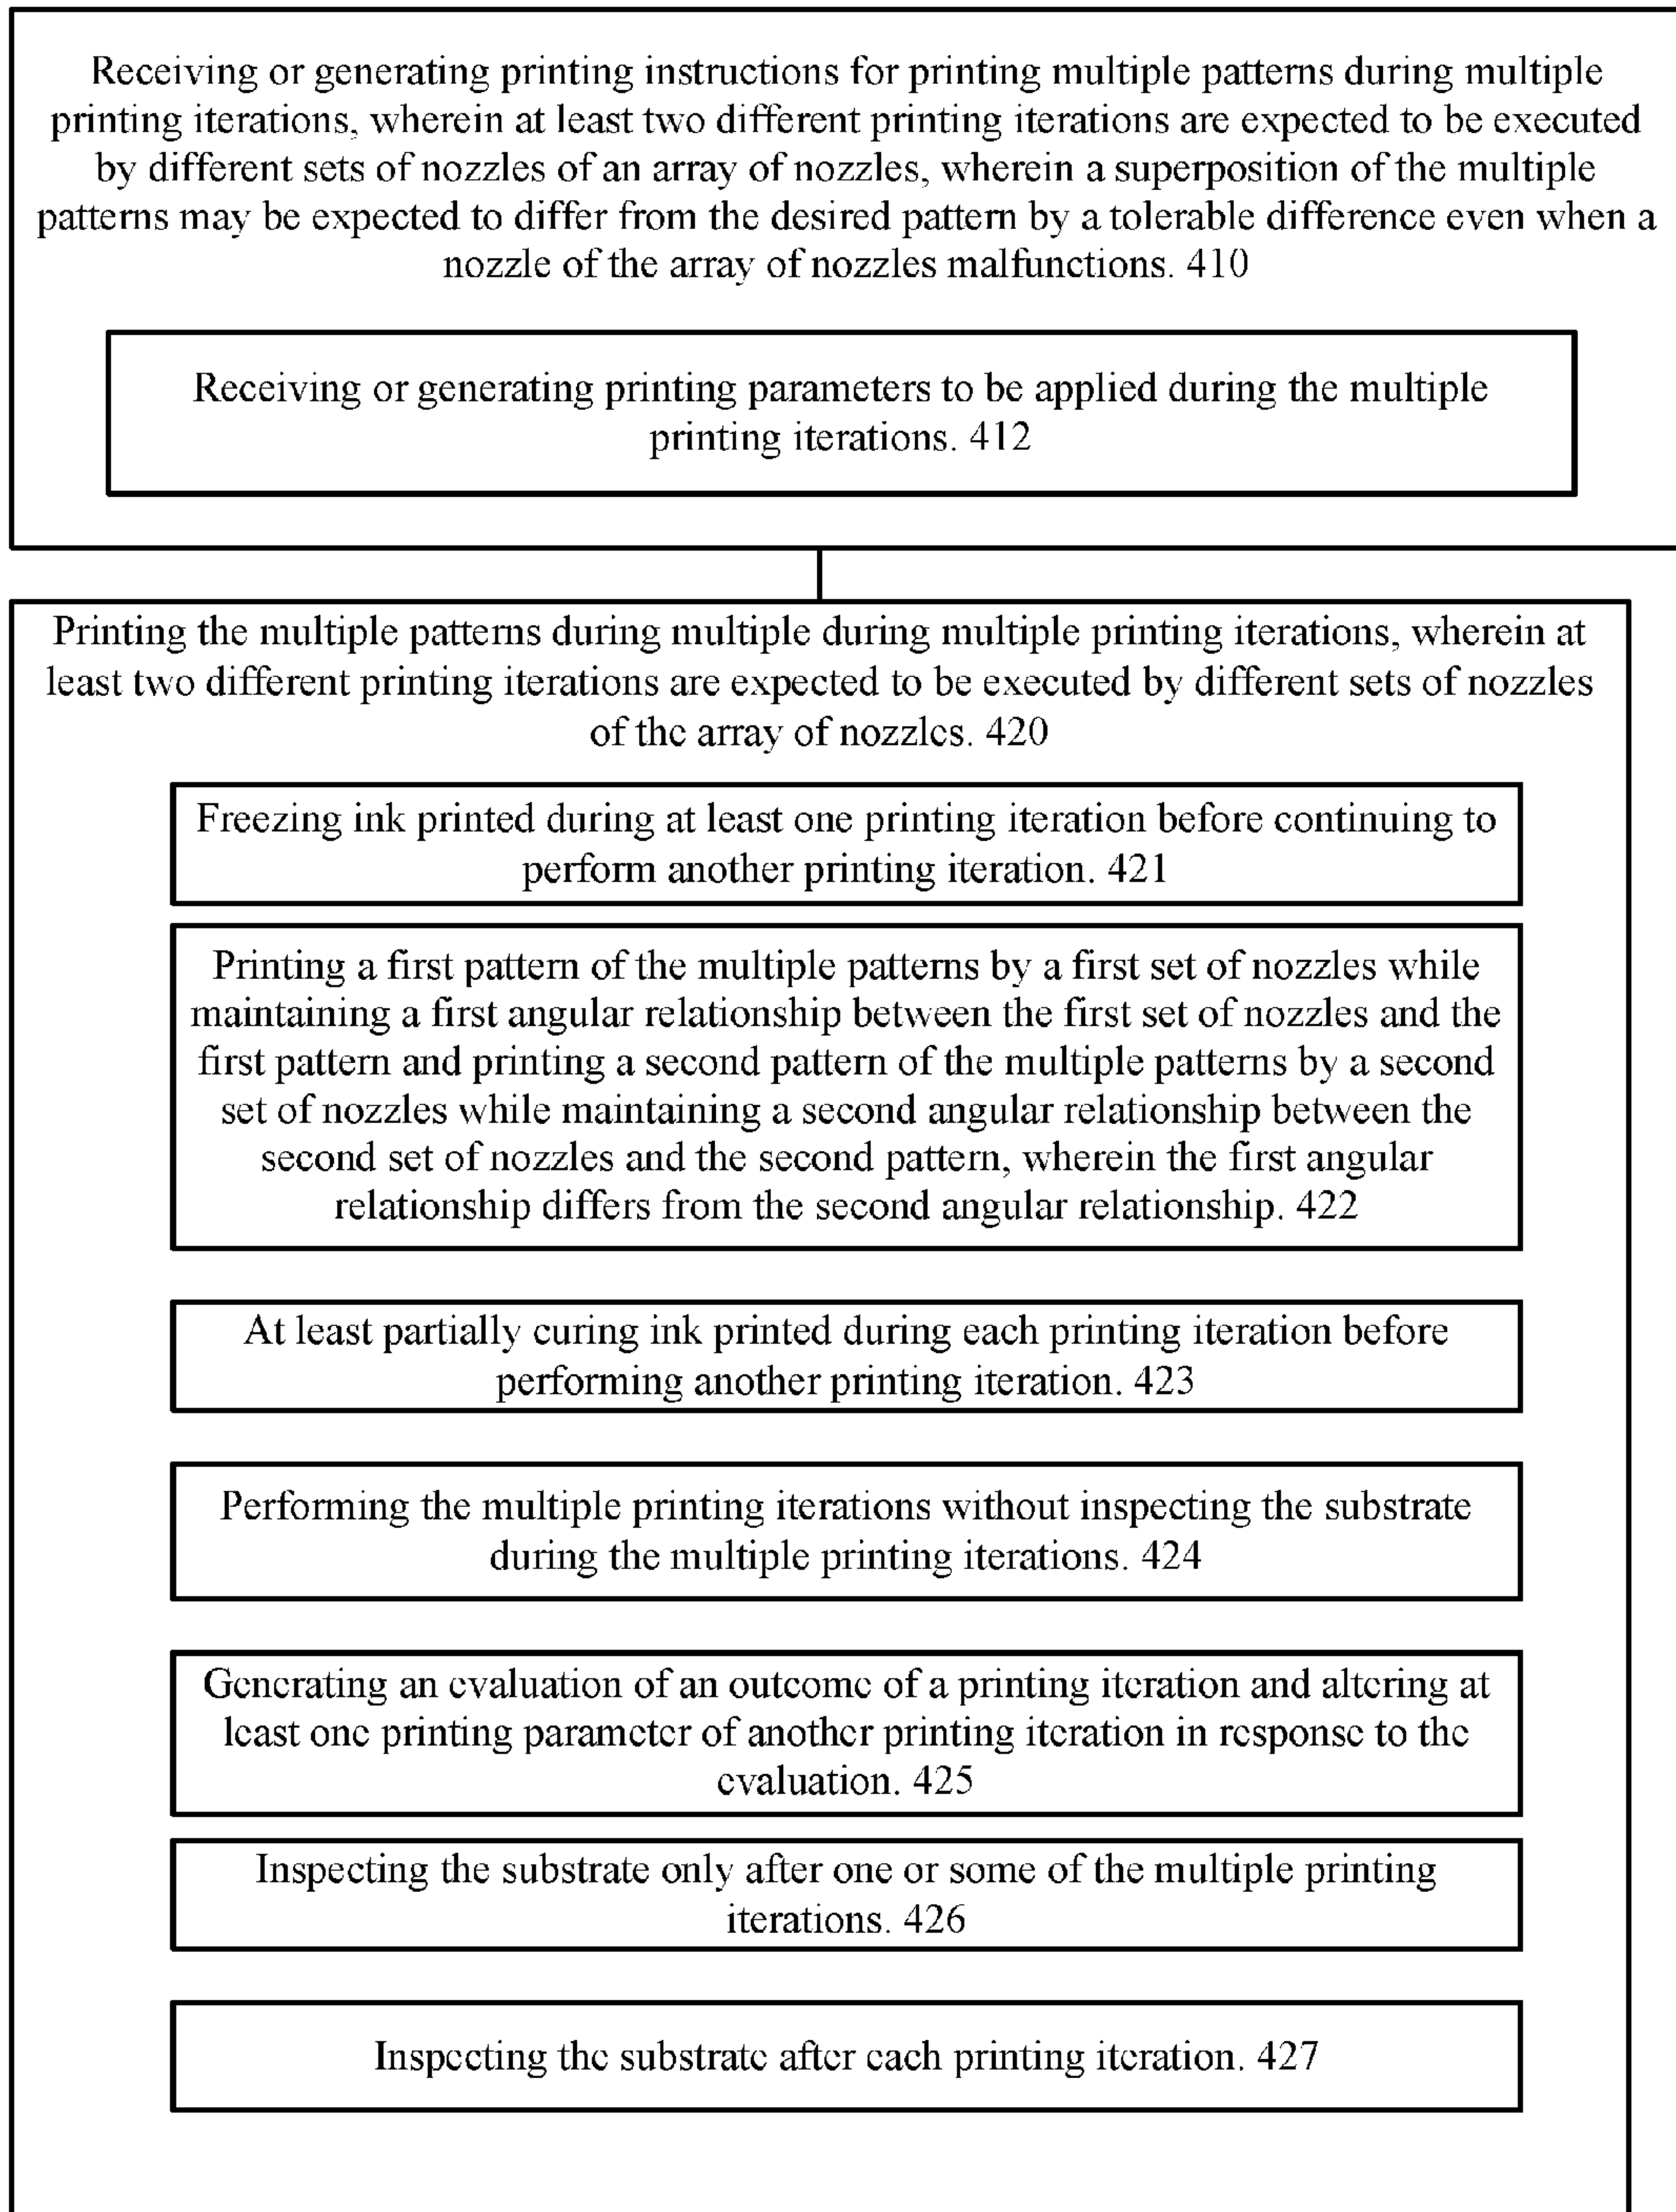 Receiving or generating printing instructions for printing multiple patterns during multiple
printing iterations, wherein at least two different printing iterations are expected to be executed
by different sets of nozzles of an array of nozzles, wherein a superposition of the multiple
patterns may be expected to differ from the desired pattern by a tolerable difference even when a
nozzle of the array of nozzles malfunctions. 410
Receiving or generating printing parameters to be applied during the multiple
printing iterations. 412
Printing the multiple patterns during multiple during multiple printing iterations, wherein at
least two different printing iterations are expected to be executed by different sets of nozzles
of the array of nozzles. 420
Freezing ink printed during at least one printing iteration before continuing to
perform another printing iteration. 421
Printing a first pattern of the multiple patterns by a first set of nozzles while
maintaining a first angular relationship between the first set of nozzles and the
first pattern and printing a second pattern of the multiple patterns by a second
set of nozzles while maintaining a second angular relationship between the
second set of nozzles and the second pattern, wherein the first angular
relationship differs from the second angular relationship. 422
At least partially curing ink printed during each printing iteration before
performing another printing iteration. 423
Performing the multiple printing iterations without inspecting the substrate
during the multiple printing iterations. 424
Generating an evaluation of an outcome of a printing iteration and altering at
least one printing parameter of another printing iteration in response to the
evaluation. 425
Inspecting the substrate only after one or some of the multiple printing
iterations. 426
Inspecting the substrate after each printing iteration. 427